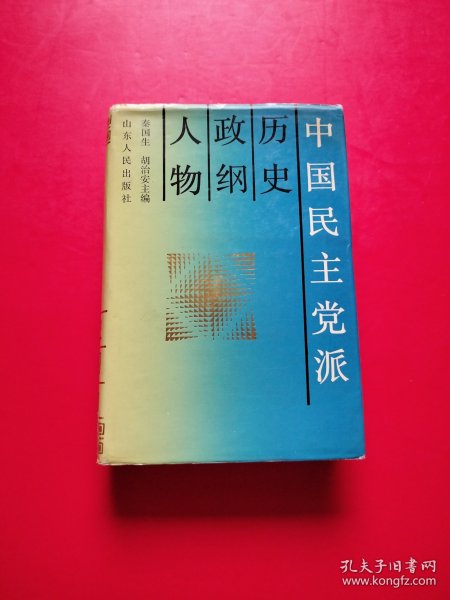 中国民主党派
历史
政纲
人物
秦国生 胡治安主编
山东人民出版社
孔夫子旧书网
www.kongfz.com